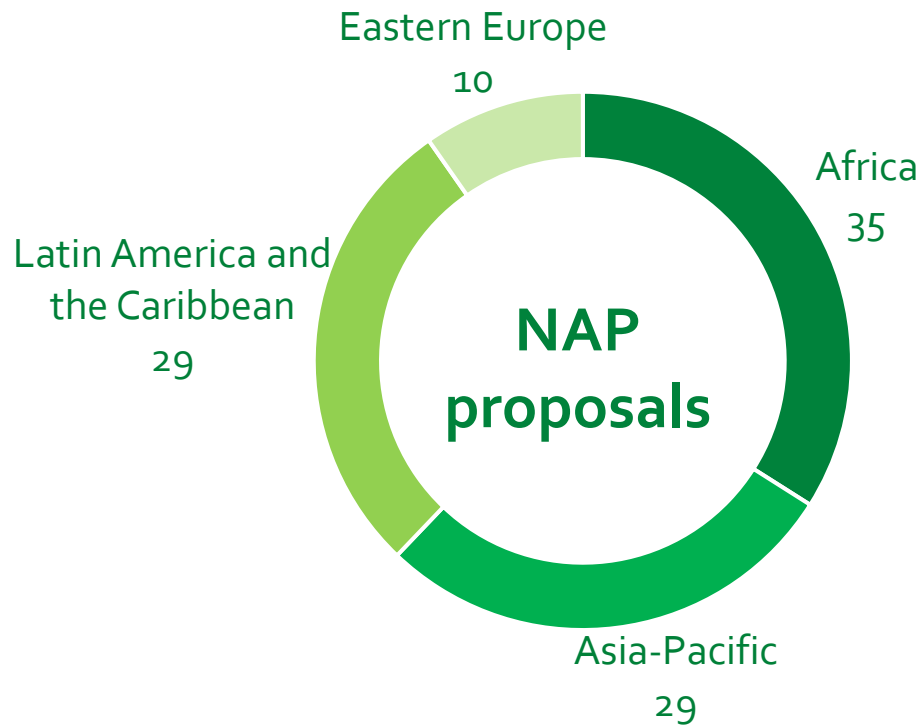 Eastern Europe
10
Africa
35
Latin America and
the Caribbean
29
NAP
proposals
Asia-Pacific
29